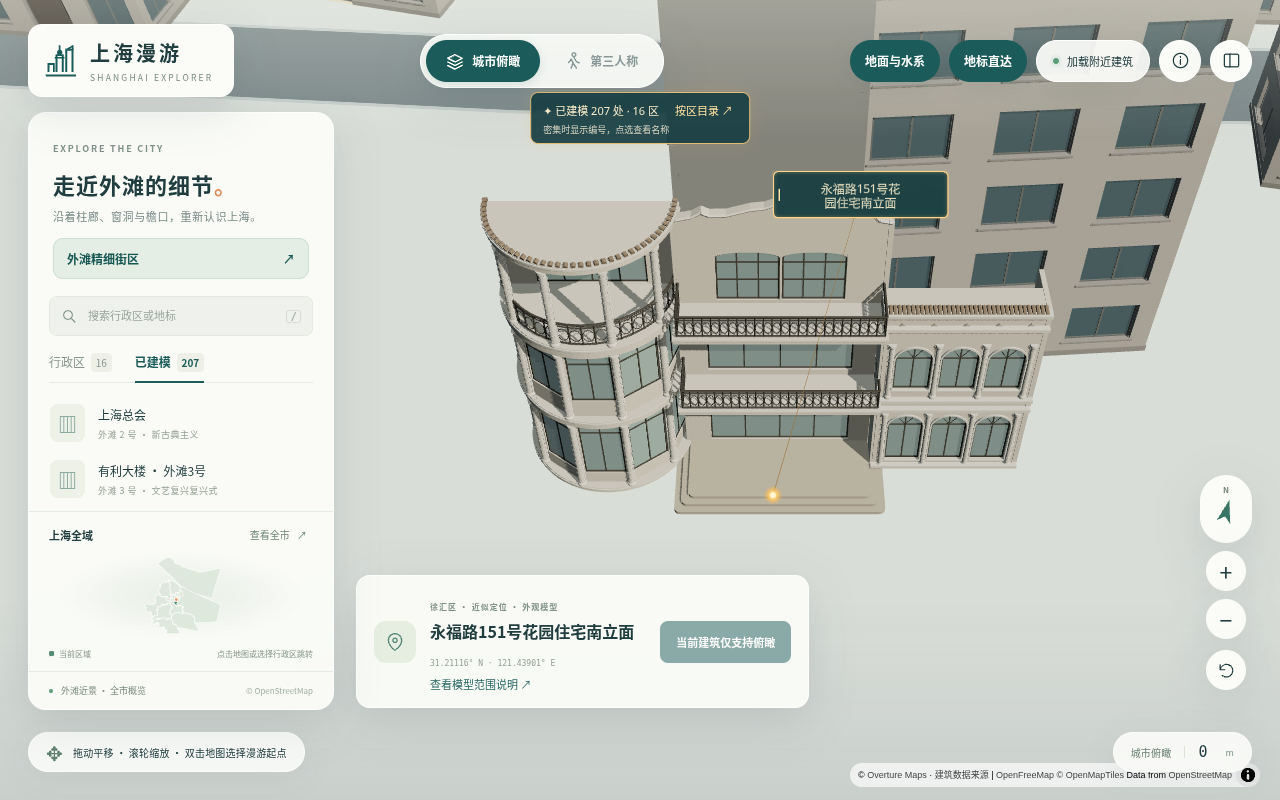 上海漫游
SHANGHAI EXPLORER
城市俯瞰
第三人称
地面与水系
地标直达
加载附近建筑
✦ 已建模 207 处 · 16 区 按区目录 ↗
密集时显示编号，点选查看名称
永福路151号花
园住宅南立面
EXPLORE THE CITY
走近外滩的细节。
沿着柱廊、窗洞与檐口，重新认识上海。
外滩精细街区 ↗
搜索行政区或地标 /
行政区 16 已建模 207
上海总会
外滩 2 号 · 新古典主义
有利大楼 · 外滩3号
外滩 3 号 · 文艺复兴复兴式
上海全域 查看全市 ↗
当前区域 点击地图或选择行政区跳转
外滩近景 · 全市概览 © OpenStreetMap
拖动平移 · 滚轮缩放 · 双击地图选择漫游起点
徐汇区 · 近似定位 · 外观模型
永福路151号花园住宅南立面
31.21116° N · 121.43901° E
查看模型范围说明 ↗
当前建筑仅支持俯瞰
N
+
−
城市俯瞰 0 m
© Overture Maps · 建筑数据来源 | OpenFreeMap © OpenMapTiles Data from OpenStreetMap